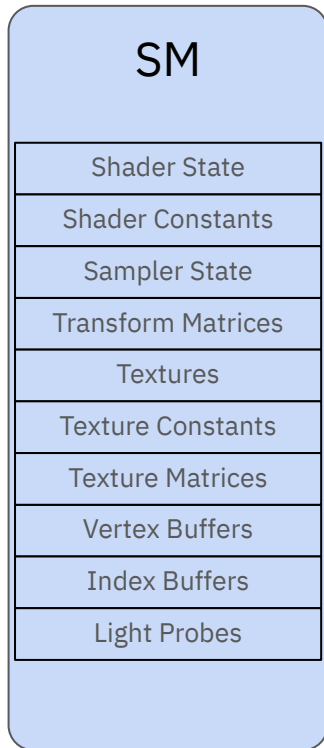 SM
Shader State
Shader Constants
Sampler State
Transform Matrices
Textures
Texture Constants
Texture Matrices
Vertex Buffers
Index Buffers
Light Probes